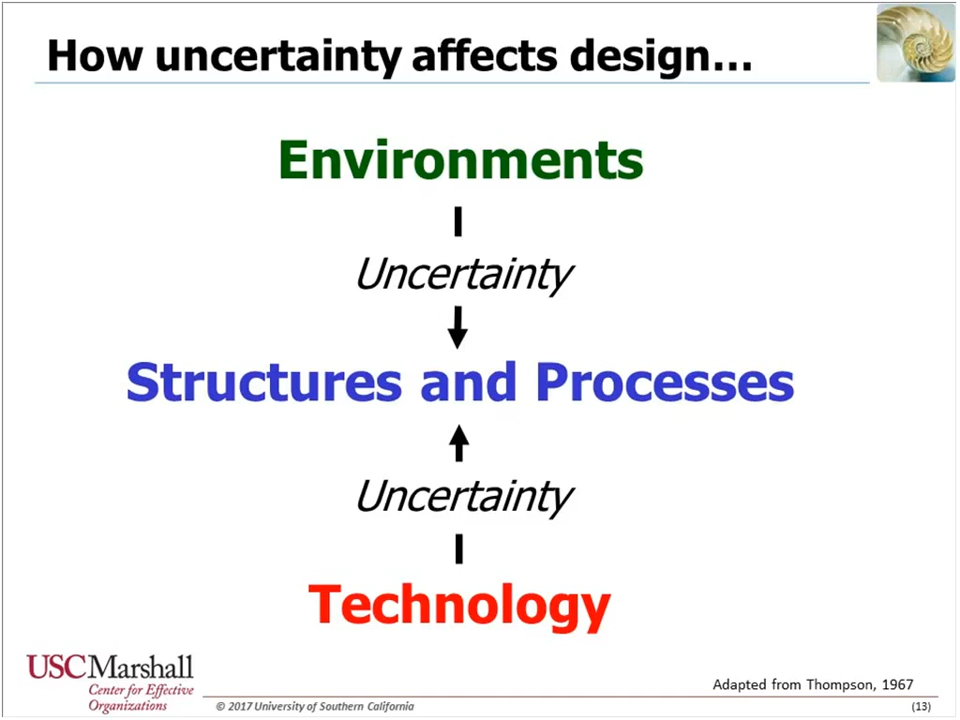 How uncertainty affects design...
Environments
Uncertainty
Structures and Processes
Uncertainty
Technology
USC Marshall
Center for Effective
Organizations
Adapted from Thompson, 1967
© 2017 University of Southern California
(13)